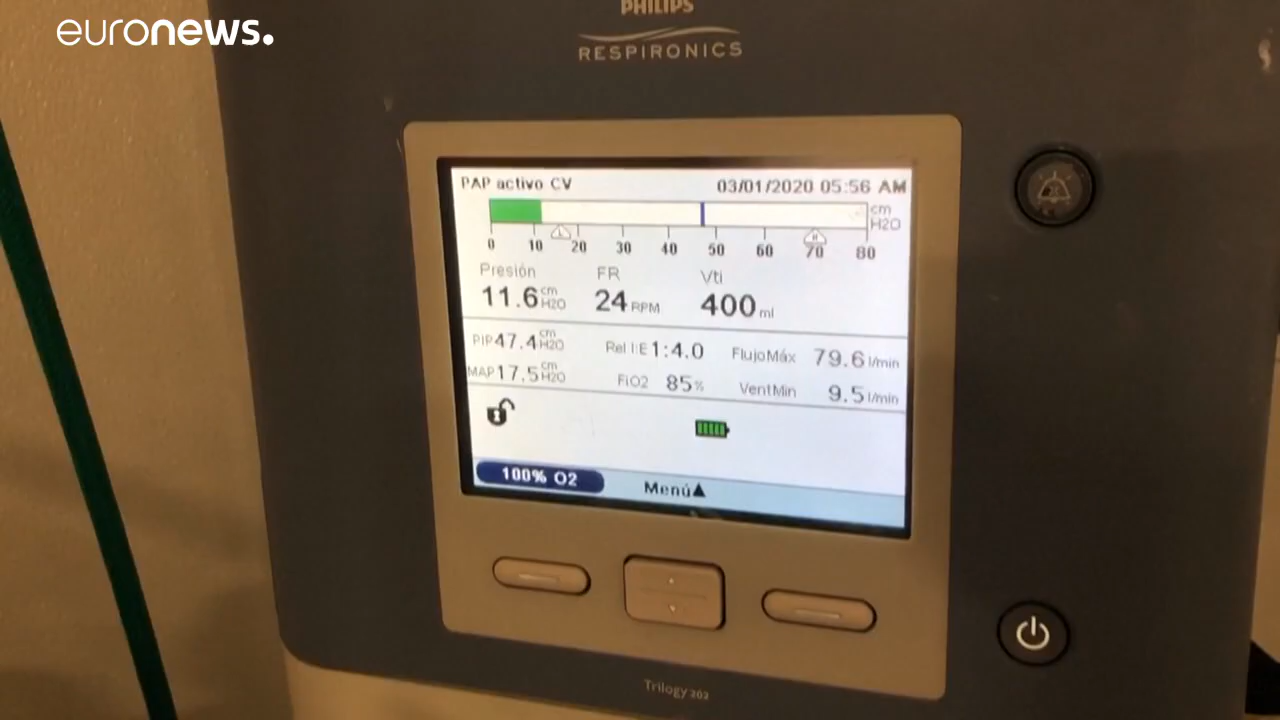 euronews.
PHILIPS
RESPIRONICS
PAP activo CV 03/01/2020 05:56 AM
cm
H2O
0 10 20 30 40 50 60 70 80
Presión FR Vti
11.6 cm H2O 24 RPM 400 ml
PIP 47.4 cm H2O Rel I:E 1:4.0 FlujoMáx 79.6 l/min
MAP 17.5 cm H2O FiO2 85% VentMin 9.5 l/min
100% O2 Menú▲
Trilogy 202